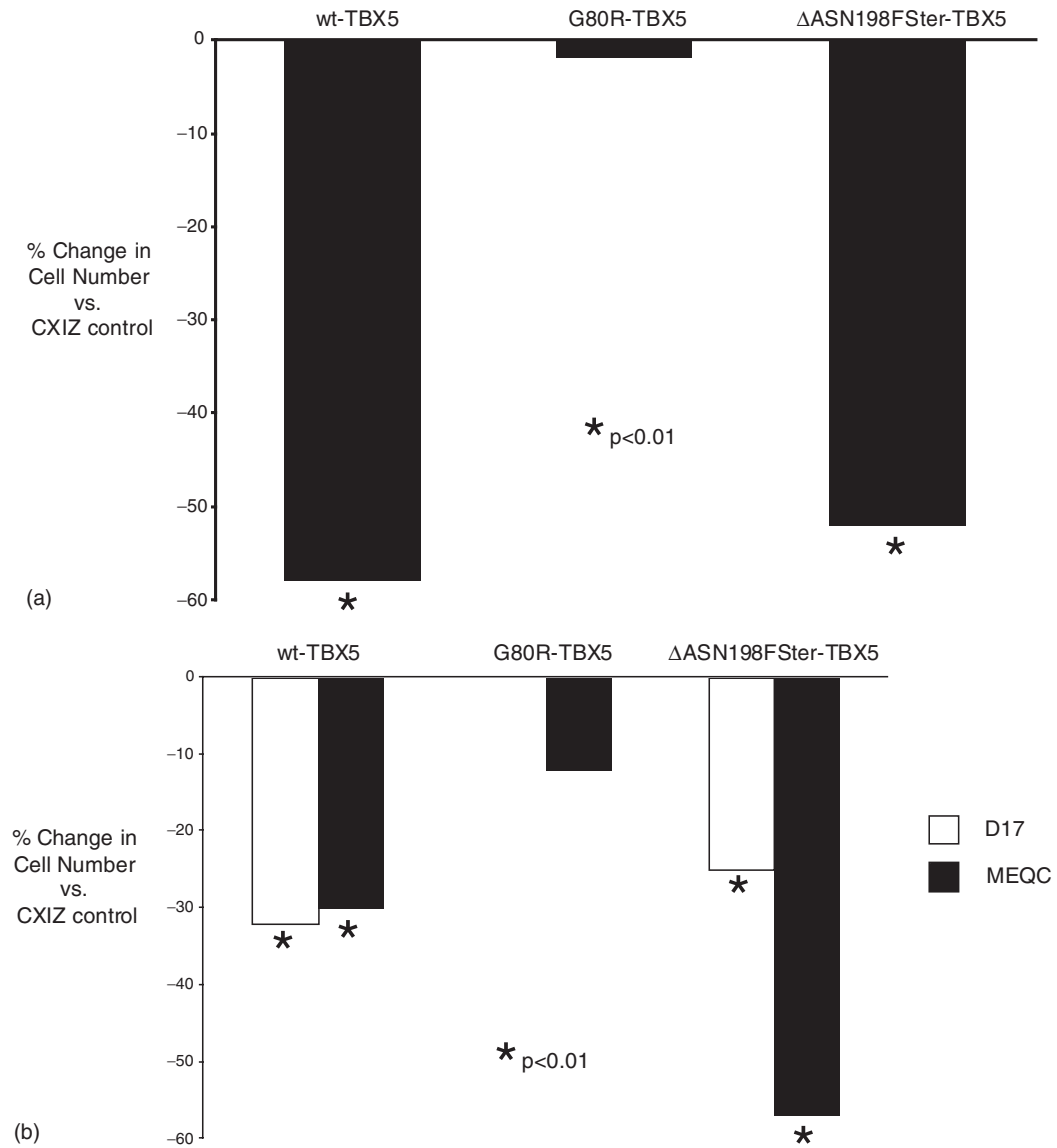 wt-TBX5 G80R-TBX5 ΔASN198FSter-TBX5
0
–10
–20
–30
–40
–50
–60
% Change in
Cell Number
vs.
CXIZ control
* p<0.01
*
*
(a)
wt-TBX5 G80R-TBX5 ΔASN198FSter-TBX5
0
–10
–20
–30
–40
–50
–60
% Change in
Cell Number
vs.
CXIZ control
D17
MEQC
*
*
*
* p<0.01
*
(b)